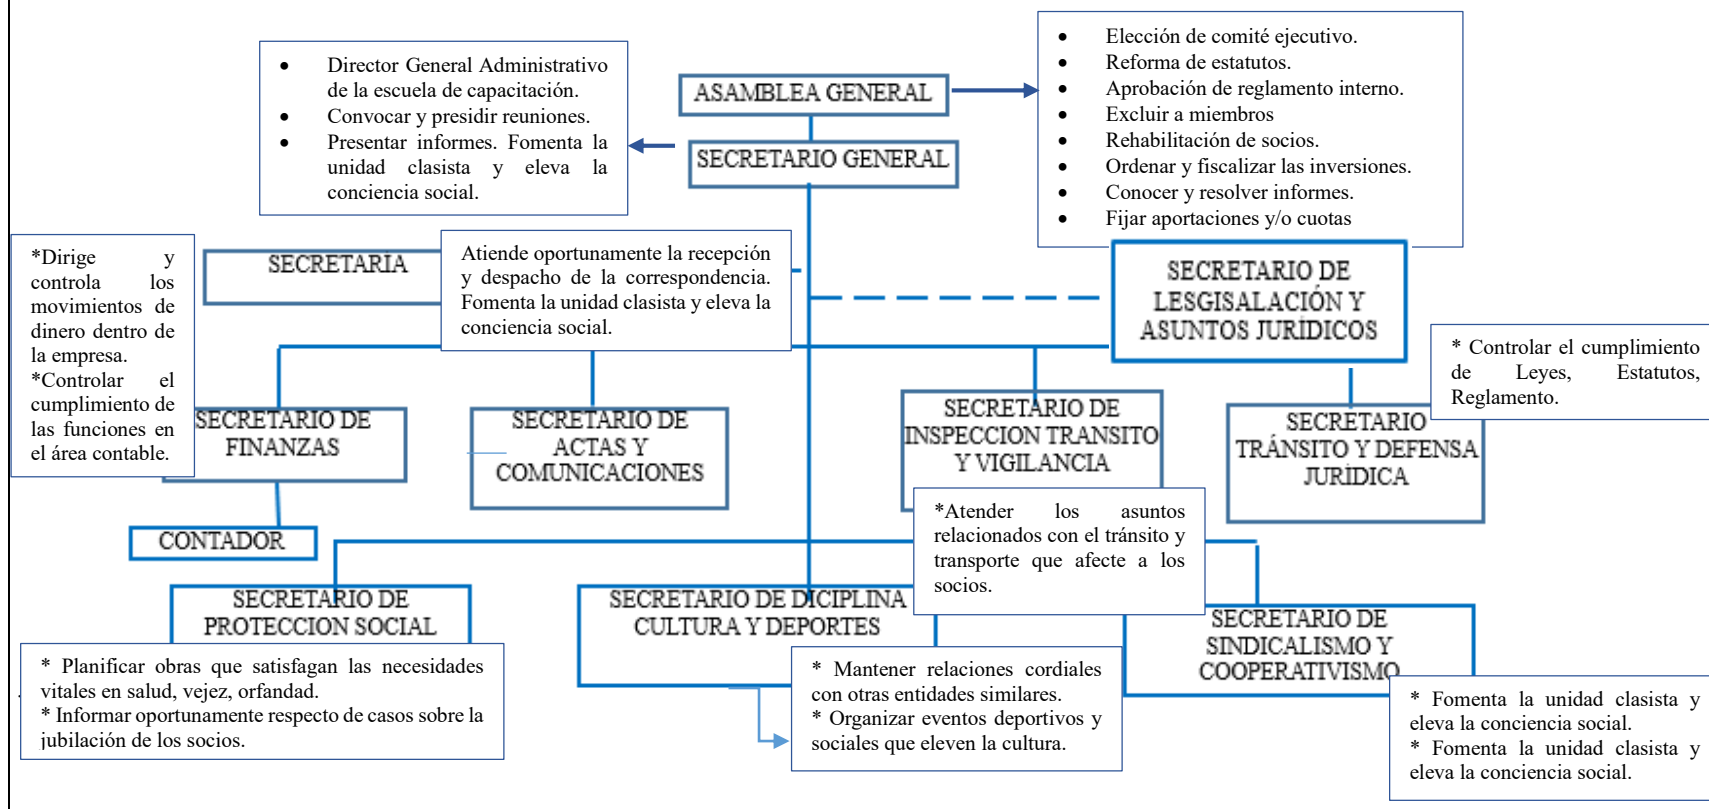 • Director General Administrativo
de la escuela de capacitación.
• Convocar y presidir reuniones.
• Presentar informes. Fomenta la
unidad clasista y eleva la
conciencia social.
ASAMBLEA GENERAL
SECRETARIO GENERAL
• Elección de comité ejecutivo.
• Reforma de estatutos.
• Aprobación de reglamento interno.
• Excluir a miembros
• Rehabilitación de socios.
• Ordenar y fiscalizar las inversiones.
• Conocer y resolver informes.
• Fijar aportaciones y/o cuotas
*Dirige y
controla los
movimientos de
dinero dentro de
la empresa.
*Controlar el
cumplimiento de
las funciones en
el área contable.
SECRETARÍA
Atiende oportunamente la recepción
y despacho de la correspondencia.
Fomenta la unidad clasista y eleva la
conciencia social.
SECRETARIO DE
LESGISALACIÓN Y
ASUNTOS JURÍDICOS
* Controlar el cumplimiento
de Leyes, Estatutos,
Reglamento.
SECRETARIO DE
FINANZAS
SECRETARIO DE
ACTAS Y
COMUNICACIONES
SECRETARIO DE
INSPECCION TRANSITO
Y VIGILANCIA
SECRETARIO
TRÁNSITO Y DEFENSA
JURÍDICA
CONTADOR
*Atender los asuntos
relacionados con el tránsito y
transporte que afecte a los
socios.
SECRETARIO DE
PROTECCION SOCIAL
SECRETARIO DE DICIPLINA
CULTURA Y DEPORTES
SECRETARIO DE
SINDICALISMO Y
COOPERATIVISMO
* Planificar obras que satisfagan las necesidades
vitales en salud, vejez, orfandad.
* Informar oportunamente respecto de casos sobre la
jubilación de los socios.
* Mantener relaciones cordiales
con otras entidades similares.
* Organizar eventos deportivos y
sociales que eleven la cultura.
* Fomenta la unidad clasista y
eleva la conciencia social.
* Fomenta la unidad clasista y
eleva la conciencia social.